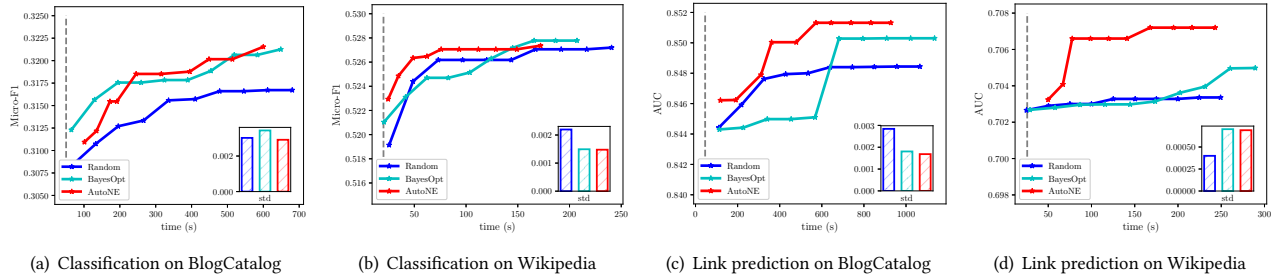 0.3250
0.3225
0.3200
0.3175
0.3150
0.3125
0.3100
0.3075
0.3050
Micro-F1
Random
BayesOpt
AutoNE
0.002
0.000
std
100 200 300 400 500 600 700
time (s)
(a) Classification on BlogCatalog
0.530
0.528
0.526
0.524
0.522
0.520
0.518
0.516
Micro-F1
Random
BayesOpt
AutoNE
0.002
0.001
0.000
std
0 50 100 150 200 250
time (s)
(b) Classification on Wikipedia
0.852
0.850
0.848
0.846
0.844
0.842
0.840
AUC
Random
BayesOpt
AutoNE
0.003
0.002
0.001
0.000
std
0 200 400 600 800 1000
time (s)
(c) Link prediction on BlogCatalog
0.708
0.706
0.704
0.702
0.700
0.698
AUC
Random
BayesOpt
AutoNE
0.00050
0.00025
0.00000
std
50 100 150 200 250 300
time (s)
(d) Link prediction on Wikipedia